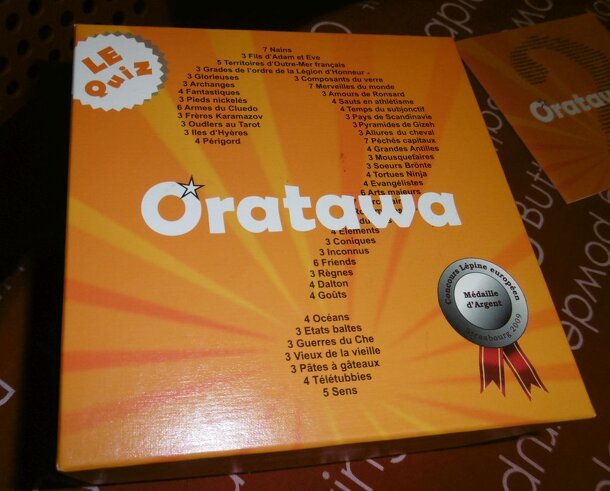 LE
QuiZ
7 Nains
3 Fils d'Adam et Eve
5 Territoires d'Outre-Mer français
3 Grades de l'ordre de la Légion d'Honneur
3 Glorieuses
3 Composants du verre
3 Archanges
7 Merveilles du monde
4 Fantastiques
3 Amours de Ronsard
3 Pieds nickelés
4 Sauts en athlétisme
6 Armes du Cluedo
4 Temps du subjonctif
3 Frères Karamazov
3 Pays de Scandinavie
3 Oudlers au Tarot
3 Pyramides de Gizeh
3 Iles d'Hyères
3 Allures du cheval
4 Périgord
7 Péchés capitaux
4 Grandes Antilles
3 Mousquetaires
3 Soeurs Brönte
4 Tortues Ninja
4 Evangélistes
6 Arts majeurs
Oratawa
4 Eléments
3 Coniques
3 Inconnus
6 Friends
3 Règnes
4 Dalton
4 Goûts
4 Océans
3 Etats baltes
3 Guerres du Che
3 Vieux de la vieille
3 Pâtes à gâteaux
4 Télétubbies
5 Sens
Concours Lépine européen
Médaille
d'Argent
Strasbourg 2009
Oratawa